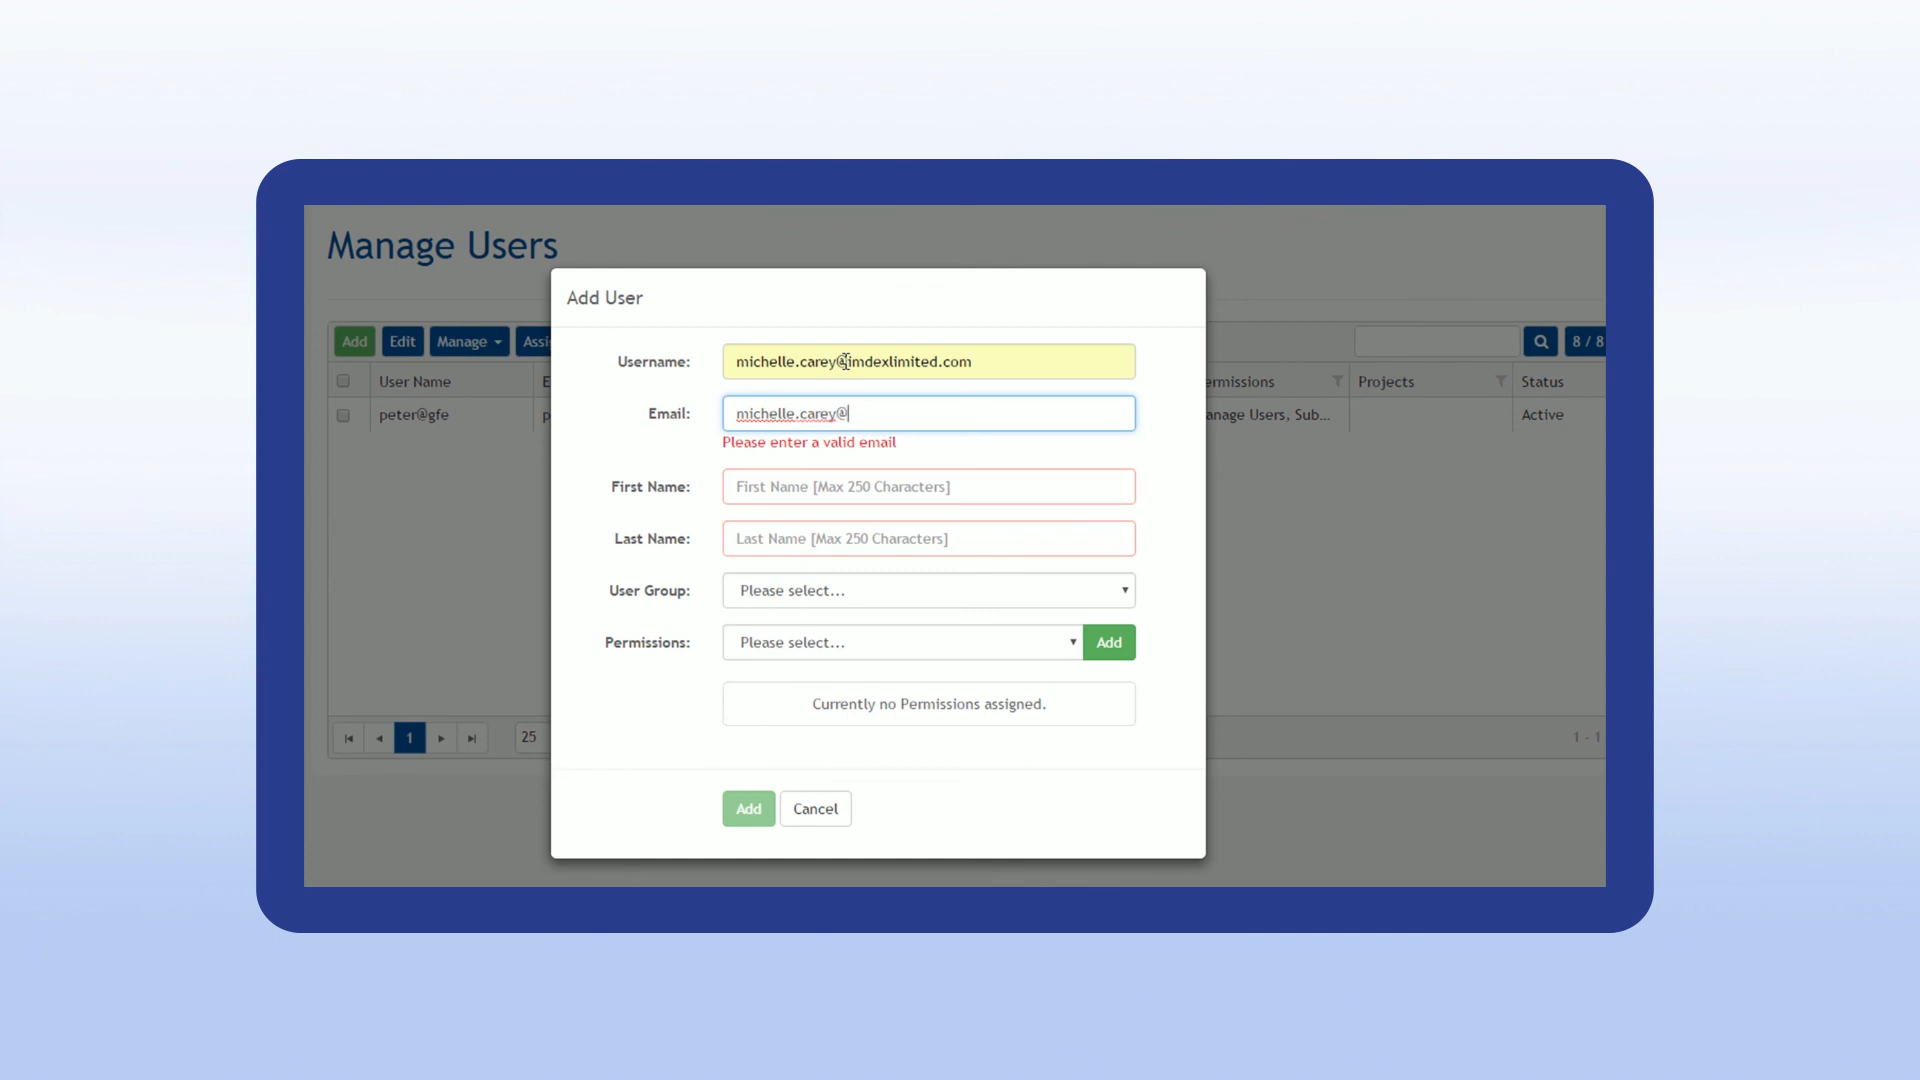 Manage Users
Add User
Add Edit Manage
8 / 8
Username: michelle.carey@imdexlimited.com
User Name
Projects
Status
Email: michelle.carey@
peter@gfe
Users, Sub...
Active
Please enter a valid email
First Name: First Name [Max 250 Characters]
Last Name: Last Name [Max 250 Characters]
User Group: Please select...
Permissions: Please select... Add
Currently no Permissions assigned.
1 25
1 - 1
Add Cancel